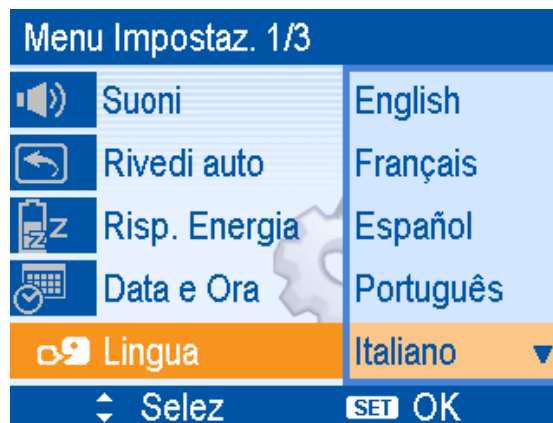 Menu Impostaz. 1/3
Suoni
English
Rivedi auto
Français
Risp. Energia
Español
Data e Ora
Português
Lingua
Italiano
Selez
SET OK